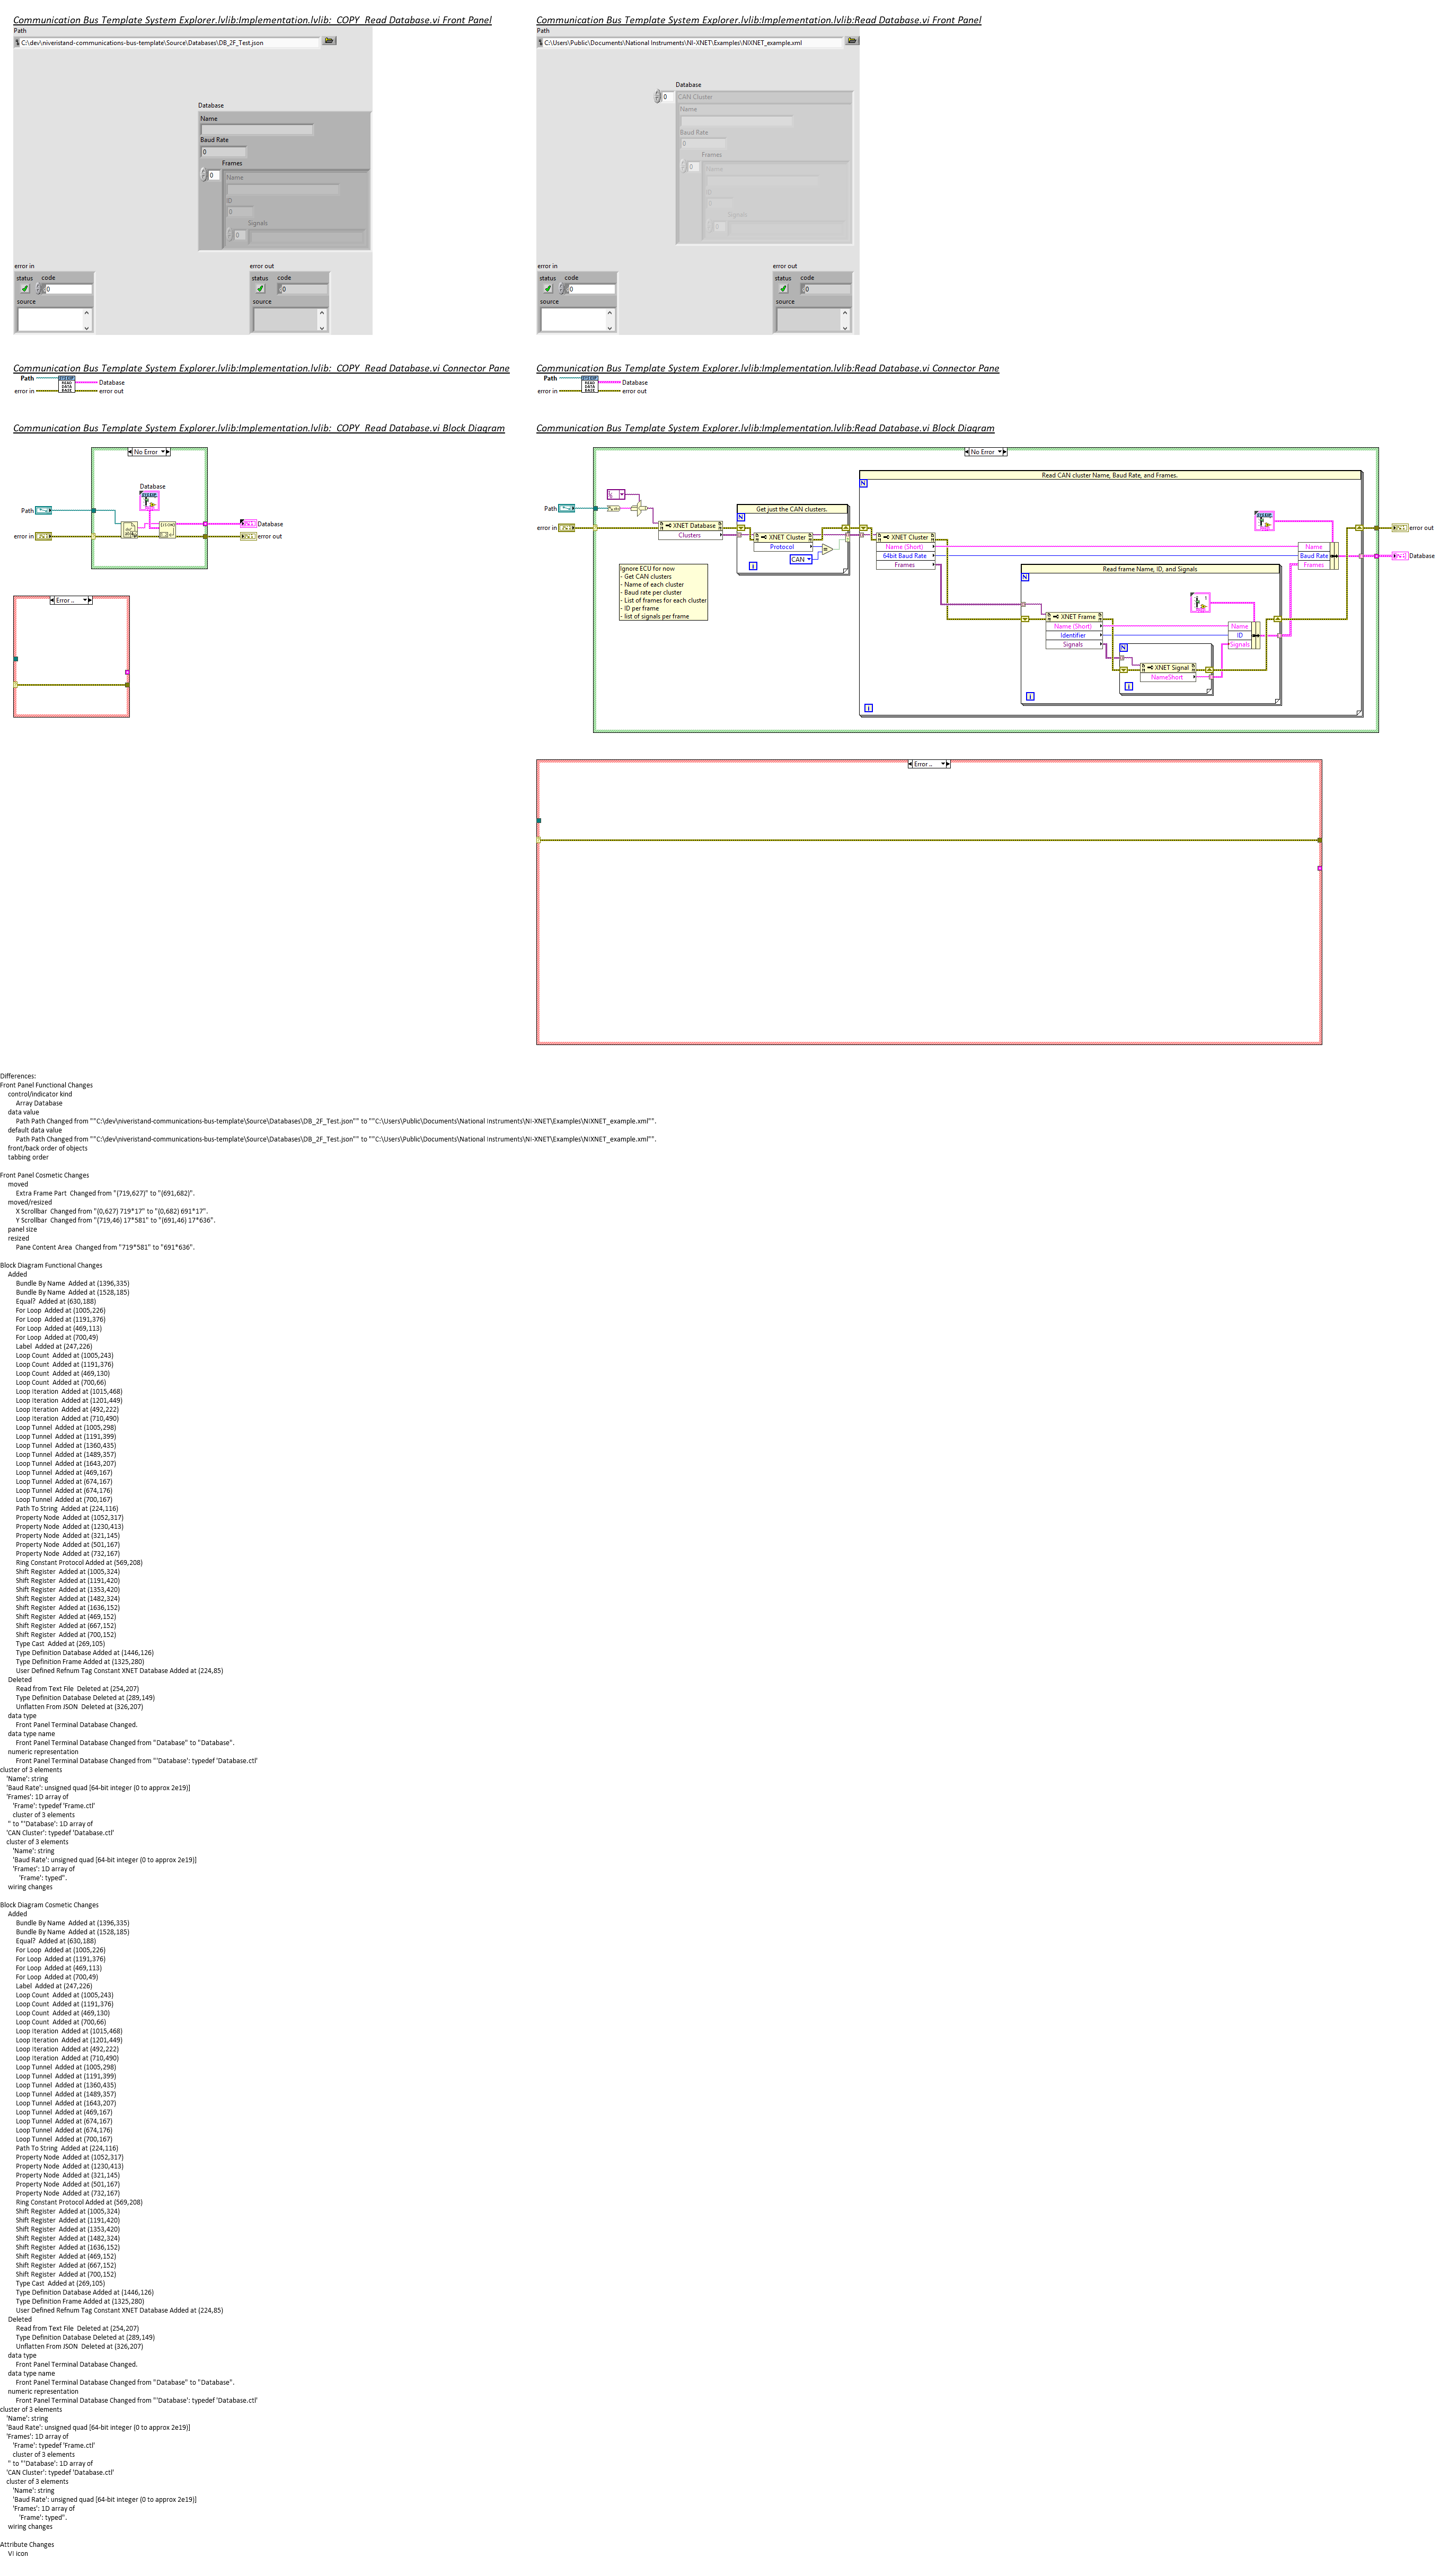 Communication Bus Template System Explorer.lvlib:Implementation.lvlib:_COPY_Read Database.vi Front Panel
Path
C:\dev\niveristand-communications-bus-template\Source\Databases\DB_2F_Test.json
Database
Name
Baud Rate
0
Frames
0
Name
ID
0
Signals
0
error in
status code
0
source
error out
status code
0
source
Communication Bus Template System Explorer.lvlib:Implementation.lvlib:Read Database.vi Front Panel
Path
C:\Users\Public\Documents\National Instruments\NI-XNET\Examples\NIXNET_example.xml
Database
0
CAN Cluster
Name
Baud Rate
0
Frames
0
Name
ID
0
Signals
0
error in
status code
0
source
error out
status code
0
source
Communication Bus Template System Explorer.lvlib:Implementation.lvlib:_COPY_Read Database.vi Connector Pane
Path
READ DATA BASE
Database
error in
error out
Communication Bus Template System Explorer.lvlib:Implementation.lvlib:Read Database.vi Connector Pane
Path
READ DATA BASE
Database
error in
error out
Communication Bus Template System Explorer.lvlib:Implementation.lvlib:_COPY_Read Database.vi Block Diagram
No Error
Database
Path
Database
error in
error out
Error ..
Communication Bus Template System Explorer.lvlib:Implementation.lvlib:Read Database.vi Block Diagram
No Error
Read CAN cluster Name, Baud Rate, and Frames.
N
Path
Get just the CAN clusters.
N
error in
XNET Database
Clusters
XNET Cluster
Protocol
CAN
i
XNET Cluster
Name (Short)
64bit Baud Rate
Frames
error out
Name
Baud Rate
Frames
Database
Ignore ECU for now
- Get CAN clusters
- Name of each cluster
- Baud rate per cluster
- List of frames for each cluster
- ID per frame
- list of signals per frame
Read frame Name, ID, and Signals
N
XNET Frame
Name (Short)
Identifier
Signals
Name
ID
Signals
N
XNET Signal
NameShort
i
i
i
Error ..
Differences:
Front Panel Functional Changes
control/indicator kind
Array Database
data value
Path Path Changed from ""C:\dev\niveristand-communications-bus-template\Source\Databases\DB_2F_Test.json"" to ""C:\Users\Public\Documents\National Instruments\NI-XNET\Examples\NIXNET_example.xml"".
default data value
Path Path Changed from ""C:\dev\niveristand-communications-bus-template\Source\Databases\DB_2F_Test.json"" to ""C:\Users\Public\Documents\National Instruments\NI-XNET\Examples\NIXNET_example.xml"".
front/back order of objects
tabbing order
Front Panel Cosmetic Changes
moved
Extra Frame Part  Changed from "(719,627)" to "(691,682)".
moved/resized
X Scrollbar  Changed from "(0,627) 719*17" to "(0,682) 691*17".
Y Scrollbar  Changed from "(719,46) 17*581" to "(691,46) 17*636".
panel size
resized
Pane Content Area  Changed from "719*581" to "691*636".
Block Diagram Functional Changes
Added
Bundle By Name  Added at (1396,335)
Bundle By Name  Added at (1528,185)
Equal?  Added at (630,188)
For Loop  Added at (1005,226)
For Loop  Added at (1191,376)
For Loop  Added at (469,113)
For Loop  Added at (700,49)
Label  Added at (247,226)
Loop Count  Added at (1005,243)
Loop Count  Added at (1191,376)
Loop Count  Added at (469,130)
Loop Count  Added at (700,66)
Loop Iteration  Added at (1015,468)
Loop Iteration  Added at (1201,449)
Loop Iteration  Added at (492,222)
Loop Iteration  Added at (710,490)
Loop Tunnel  Added at (1005,298)
Loop Tunnel  Added at (1191,399)
Loop Tunnel  Added at (1360,435)
Loop Tunnel  Added at (1489,357)
Loop Tunnel  Added at (1643,207)
Loop Tunnel  Added at (469,167)
Loop Tunnel  Added at (674,167)
Loop Tunnel  Added at (674,176)
Loop Tunnel  Added at (700,167)
Path To String  Added at (224,116)
Property Node  Added at (1052,317)
Property Node  Added at (1230,413)
Property Node  Added at (321,145)
Property Node  Added at (501,167)
Property Node  Added at (732,167)
Ring Constant Protocol Added at (569,208)
Shift Register  Added at (1005,324)
Shift Register  Added at (1191,420)
Shift Register  Added at (1353,420)
Shift Register  Added at (1482,324)
Shift Register  Added at (1636,152)
Shift Register  Added at (469,152)
Shift Register  Added at (667,152)
Shift Register  Added at (700,152)
Type Cast  Added at (269,105)
Type Definition Database Added at (1446,126)
Type Definition Frame Added at (1325,280)
User Defined Refnum Tag Constant XNET Database Added at (224,85)
Deleted
Read from Text File  Deleted at (254,207)
Type Definition Database Deleted at (289,149)
Unflatten From JSON  Deleted at (326,207)
data type
Front Panel Terminal Database Changed.
data type name
Front Panel Terminal Database Changed from "Database" to "Database".
numeric representation
Front Panel Terminal Database Changed from "'Database': typedef 'Database.ctl'
cluster of 3 elements
'Name': string
'Baud Rate': unsigned quad [64-bit integer (0 to approx 2e19)]
'Frames': 1D array of
'Frame': typedef 'Frame.ctl'
cluster of 3 elements
" to "'Database': 1D array of
'CAN Cluster': typedef 'Database.ctl'
cluster of 3 elements
'Name': string
'Baud Rate': unsigned quad [64-bit integer (0 to approx 2e19)]
'Frames': 1D array of
'Frame': typed".
wiring changes
Block Diagram Cosmetic Changes
Added
Bundle By Name  Added at (1396,335)
Bundle By Name  Added at (1528,185)
Equal?  Added at (630,188)
For Loop  Added at (1005,226)
For Loop  Added at (1191,376)
For Loop  Added at (469,113)
For Loop  Added at (700,49)
Label  Added at (247,226)
Loop Count  Added at (1005,243)
Loop Count  Added at (1191,376)
Loop Count  Added at (469,130)
Loop Count  Added at (700,66)
Loop Iteration  Added at (1015,468)
Loop Iteration  Added at (1201,449)
Loop Iteration  Added at (492,222)
Loop Iteration  Added at (710,490)
Loop Tunnel  Added at (1005,298)
Loop Tunnel  Added at (1191,399)
Loop Tunnel  Added at (1360,435)
Loop Tunnel  Added at (1489,357)
Loop Tunnel  Added at (1643,207)
Loop Tunnel  Added at (469,167)
Loop Tunnel  Added at (674,167)
Loop Tunnel  Added at (674,176)
Loop Tunnel  Added at (700,167)
Path To String  Added at (224,116)
Property Node  Added at (1052,317)
Property Node  Added at (1230,413)
Property Node  Added at (321,145)
Property Node  Added at (501,167)
Property Node  Added at (732,167)
Ring Constant Protocol Added at (569,208)
Shift Register  Added at (1005,324)
Shift Register  Added at (1191,420)
Shift Register  Added at (1353,420)
Shift Register  Added at (1482,324)
Shift Register  Added at (1636,152)
Shift Register  Added at (469,152)
Shift Register  Added at (667,152)
Shift Register  Added at (700,152)
Type Cast  Added at (269,105)
Type Definition Database Added at (1446,126)
Type Definition Frame Added at (1325,280)
User Defined Refnum Tag Constant XNET Database Added at (224,85)
Deleted
Read from Text File  Deleted at (254,207)
Type Definition Database Deleted at (289,149)
Unflatten From JSON  Deleted at (326,207)
data type
Front Panel Terminal Database Changed.
data type name
Front Panel Terminal Database Changed from "Database" to "Database".
numeric representation
Front Panel Terminal Database Changed from "'Database': typedef 'Database.ctl'
cluster of 3 elements
'Name': string
'Baud Rate': unsigned quad [64-bit integer (0 to approx 2e19)]
'Frames': 1D array of
'Frame': typedef 'Frame.ctl'
cluster of 3 elements
" to "'Database': 1D array of
'CAN Cluster': typedef 'Database.ctl'
cluster of 3 elements
'Name': string
'Baud Rate': unsigned quad [64-bit integer (0 to approx 2e19)]
'Frames': 1D array of
'Frame': typed".
wiring changes
Attribute Changes
VI icon